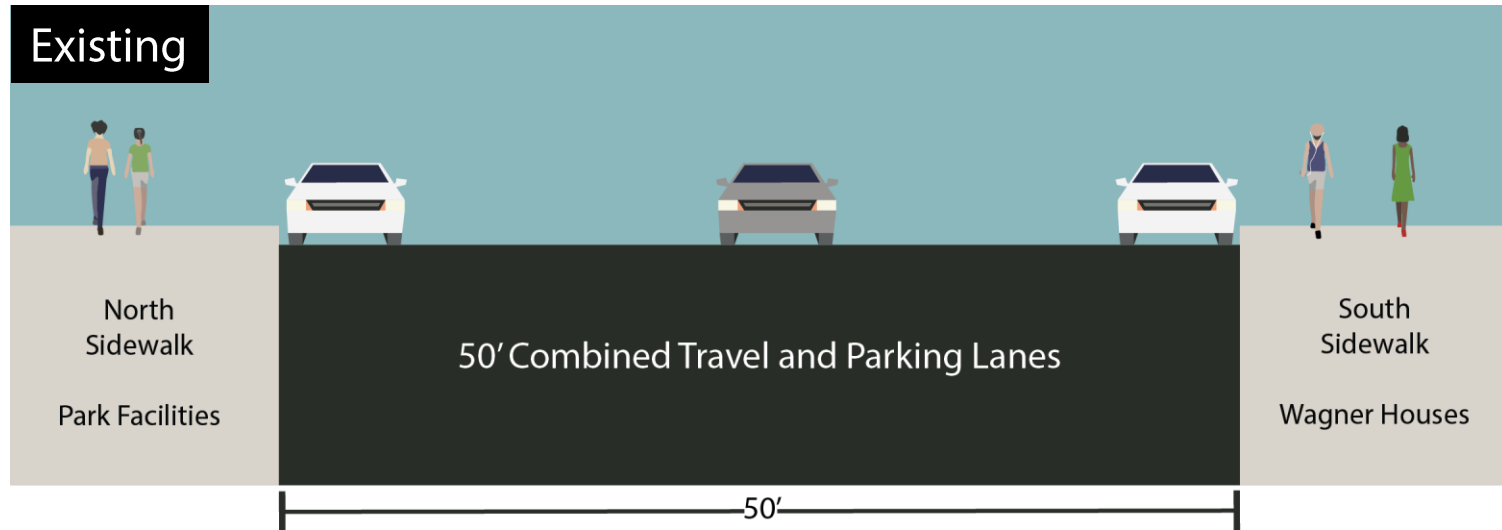 Existing
North
Sidewalk
Park Facilities
50’ Combined Travel and Parking Lanes
South
Sidewalk
Wagner Houses
50’